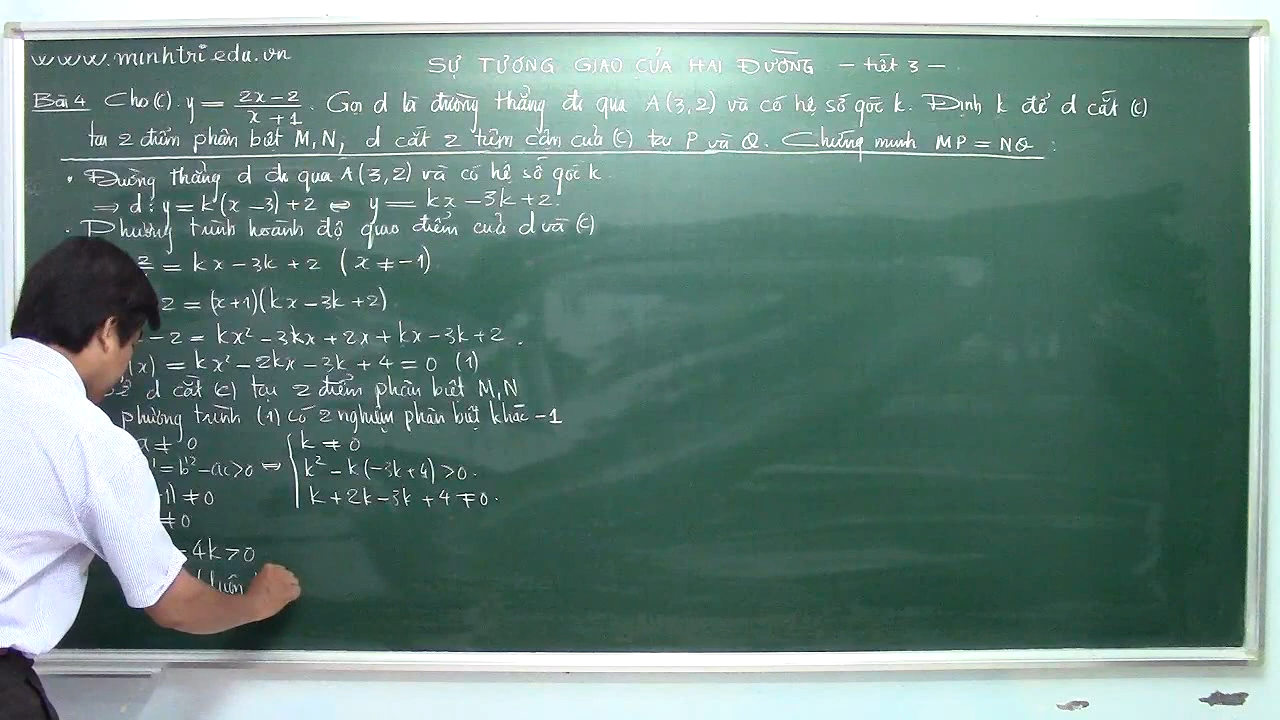 www.minhtri.edu.vn
SỰ TƯƠNG GIAO CỦA HAI ĐƯỜNG - tiết 3 -
Bài 4 Cho (C): y = (2x-2)/(x+1). Gọi d là đường thẳng đi qua A(3,2) và có hệ số góc k. Định k để d cắt (C)
tại 2 điểm phân biệt M,N, d cắt 2 tiệm cận của (C) tại P và Q. Chứng minh MP = NQ :
• Đường thẳng d đi qua A(3,2) và có hệ số góc k.
⇒ d: y = k(x-3)+2 ⇔ y = kx-3k+2.
• Phương trình hoành độ giao điểm của d và (C)
= kx-3k+2 (x≠-1)
2 = (x+1)(kx-3k+2)
-2 = kx²-3kx+2x+kx-3k+2.
(x) = kx²-2kx-3k+4 = 0 (1)
d cắt (C) tại 2 điểm phân biệt M,N
phương trình (1) có 2 nghiệm phân biệt khác -1
a ≠ 0 { k ≠ 0
' = b'²-ac>0 ⇔ k²-k(-3k+4)>0.
-1) ≠ 0 k+2k-3k+4 ≠ 0.
≠ 0
-4k>0
(luôn